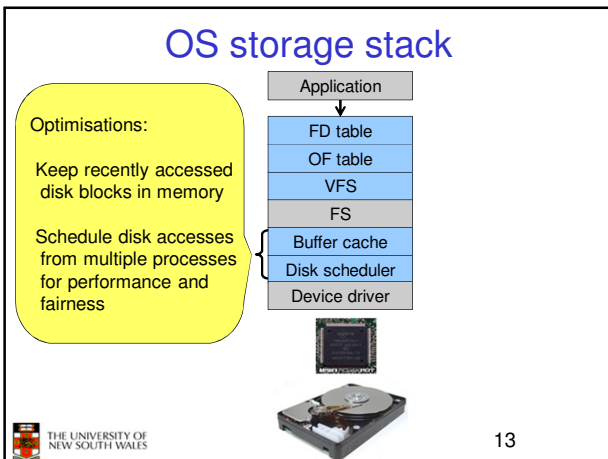 OS storage stack
Application
Optimisations:
Keep recently accessed
disk blocks in memory
Schedule disk accesses
from multiple processes
for performance and
fairness
FD table
OF table
VFS
FS
Buffer cache
Disk scheduler
Device driver
THE UNIVERSITY OF
NEW SOUTH WALES
13